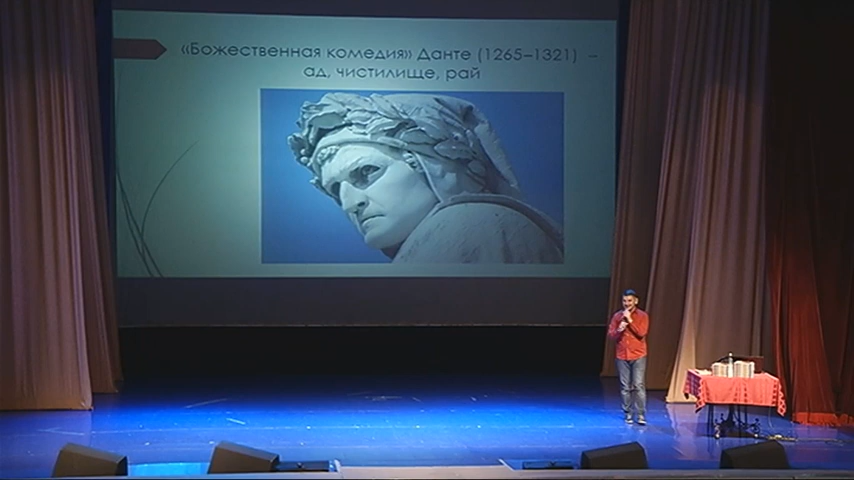 «Божественная комедия» Данте (1265–1321) –
ад, чистилище, рай